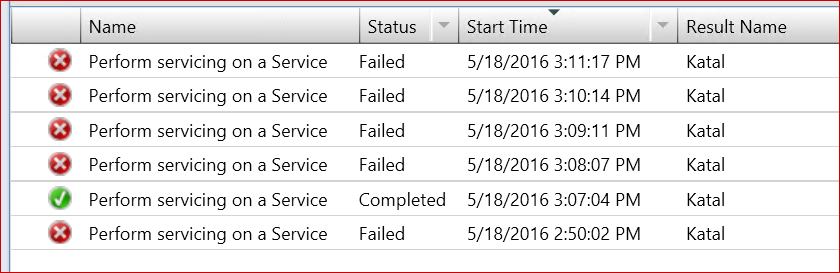 Name Status Start Time Result Name
Perform servicing on a Service Failed 5/18/2016 3:11:17 PM Katal
Perform servicing on a Service Failed 5/18/2016 3:10:14 PM Katal
Perform servicing on a Service Failed 5/18/2016 3:09:11 PM Katal
Perform servicing on a Service Failed 5/18/2016 3:08:07 PM Katal
Perform servicing on a Service Completed 5/18/2016 3:07:04 PM Katal
Perform servicing on a Service Failed 5/18/2016 2:50:02 PM Katal